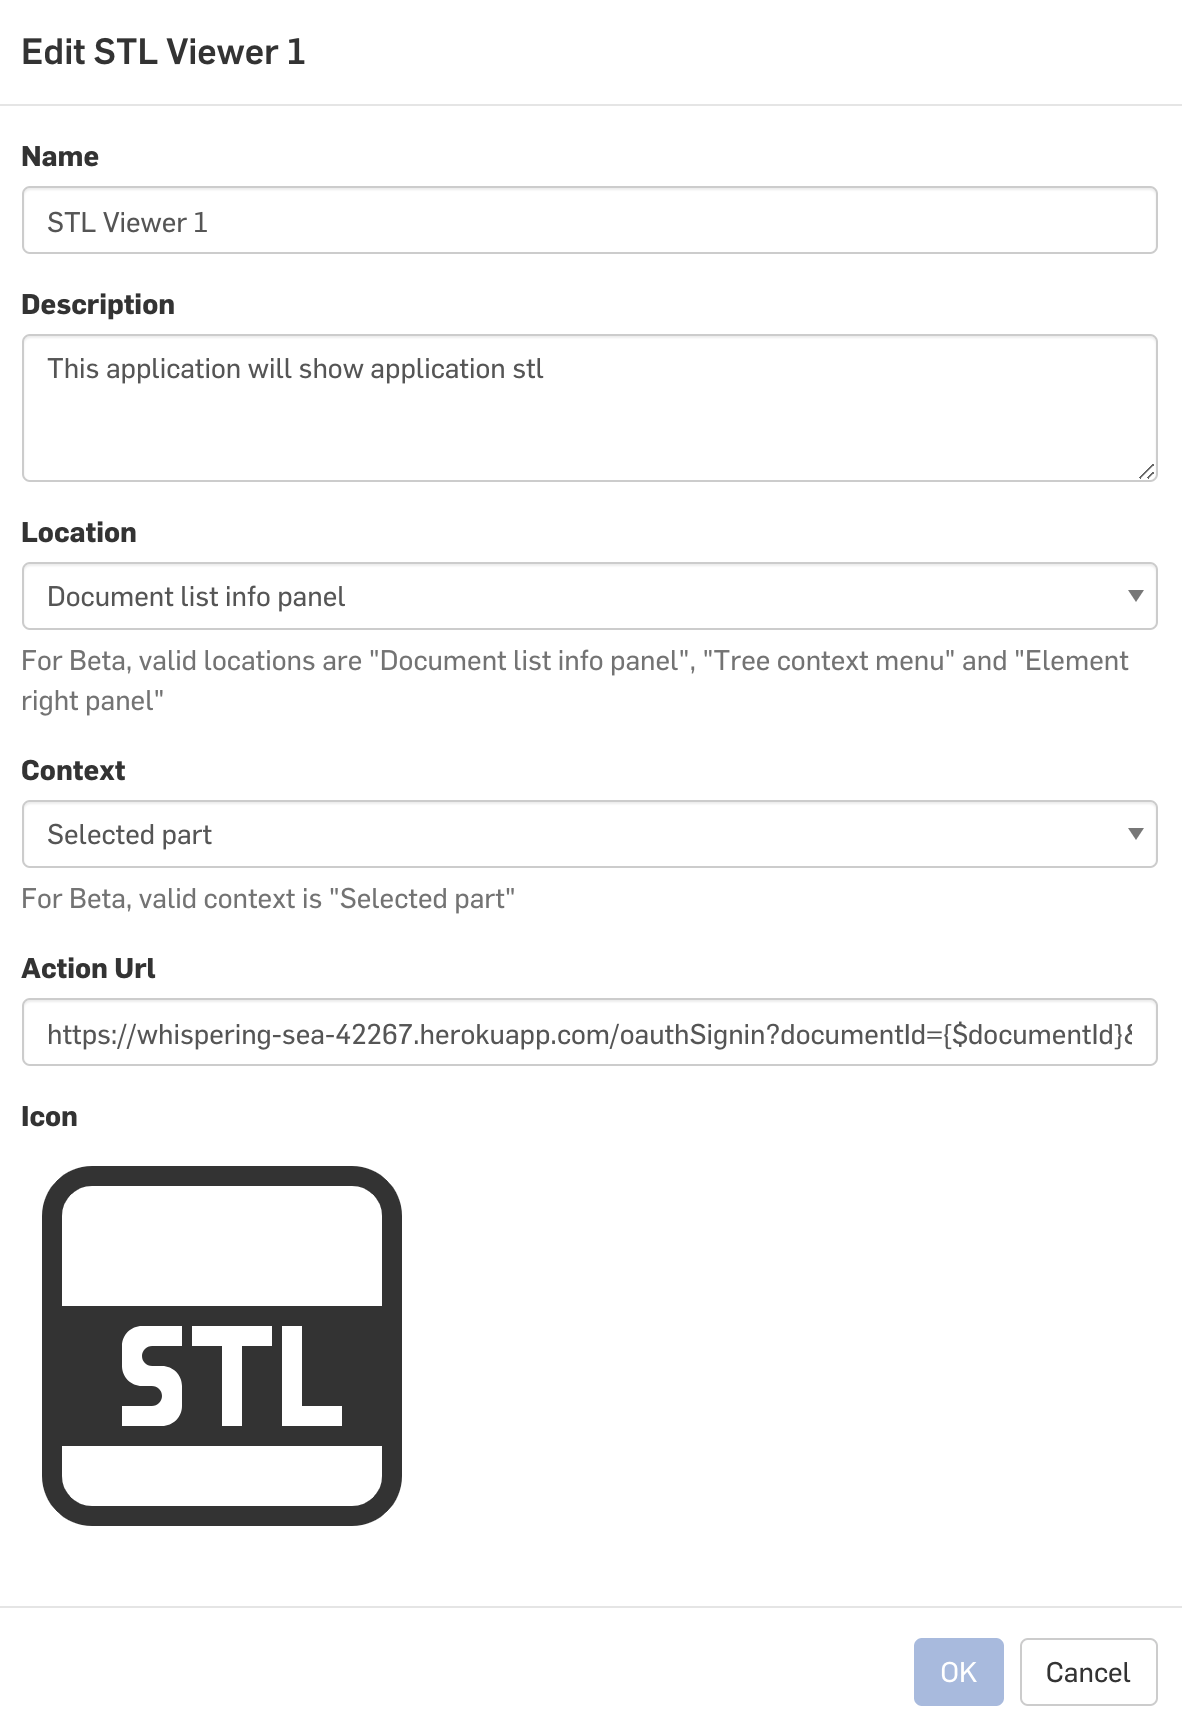 Edit STL Viewer 1
Name
STL Viewer 1
Description
This application will show application stl
Location
Document list info panel
For Beta, valid locations are "Document list info panel", "Tree context menu" and "Element
right panel"
Context
Selected part
For Beta, valid context is "Selected part"
Action Url
https://whispering-sea-42267.herokuapp.com/oauthSignin?documentId={$documentId}&
Icon
STL
OK Cancel